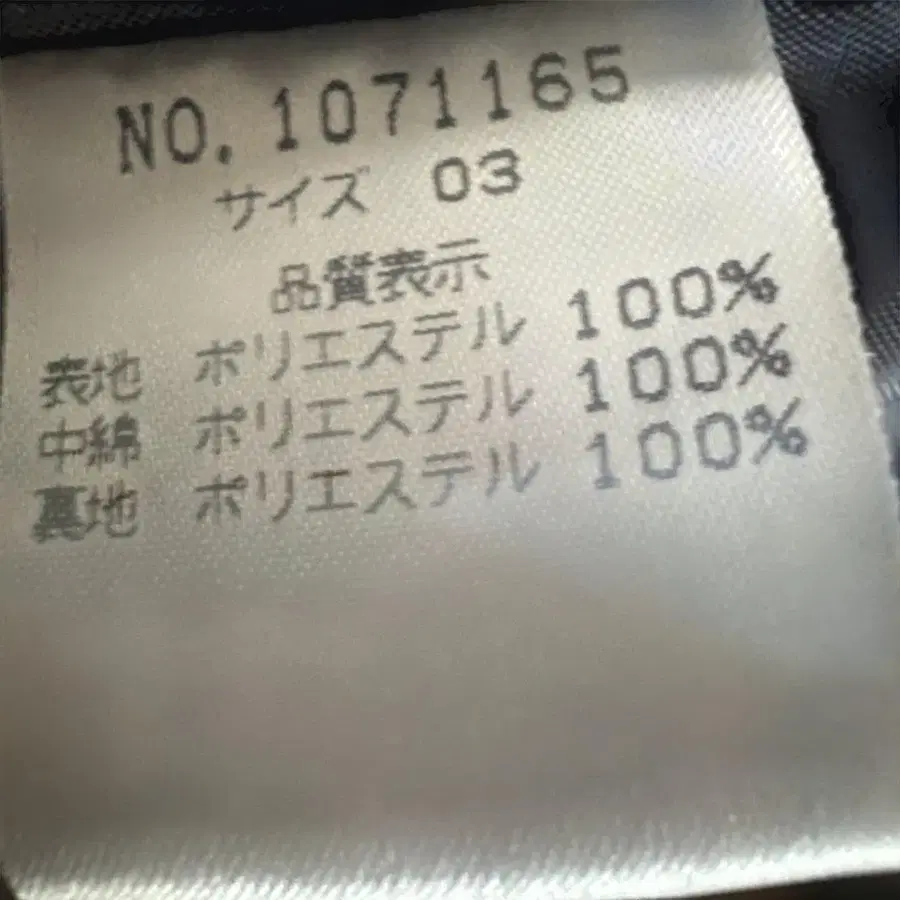 NO.1071165
サイズ 03
品質表示
表地 ポリエステル 100%
中綿 ポリエステル 100%
裏地 ポリエステル 100%